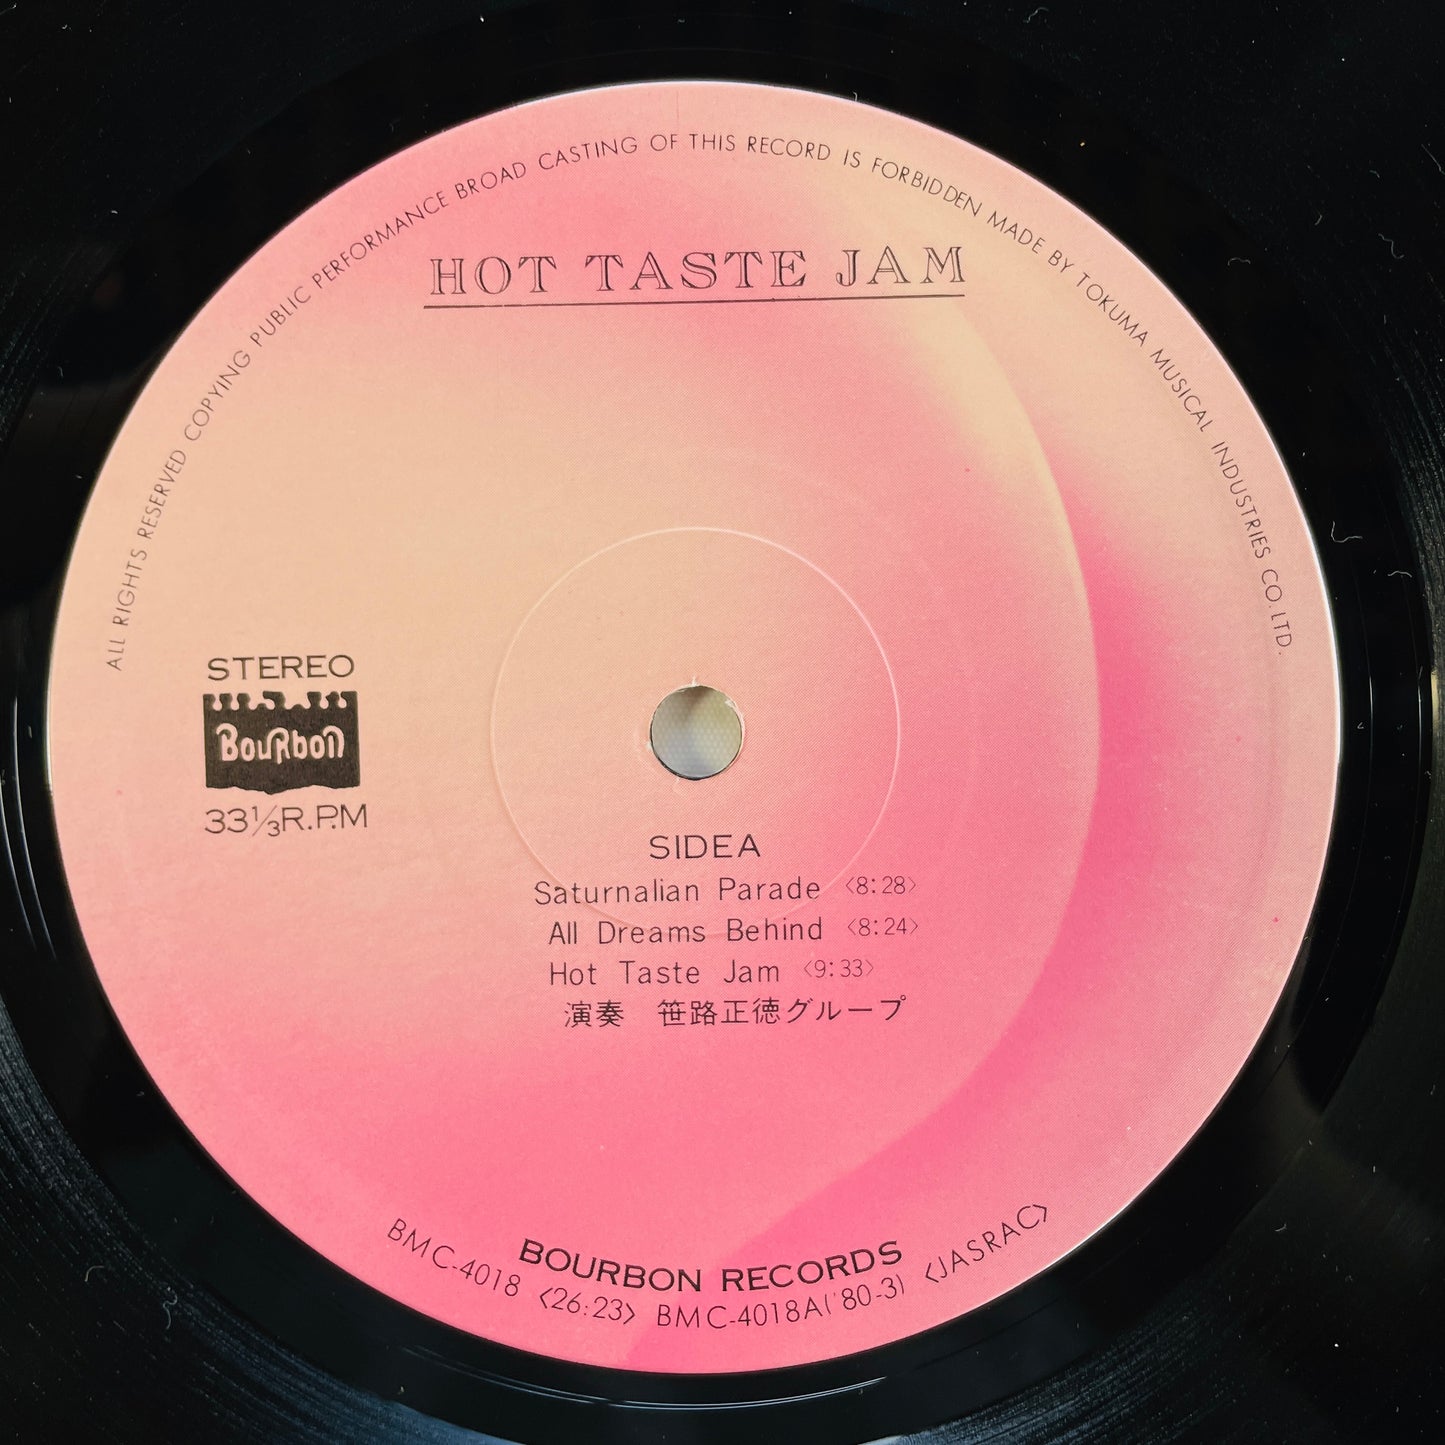 ALL RIGHTS RESERVED COPYING PUBLIC PERFORMANCE BROAD CASTING OF THIS RECORD IS FORBIDDEN MADE BY TOKUMA MUSICAL INDUSTRIES CO.LTD.
HOT TASTE JAM
STEREO
Bourbon
33⅓R.P.M
SIDE A
Saturnalian Parade 〈8:28〉
All Dreams Behind 〈8:24〉
Hot Taste Jam 〈9:33〉
演奏　笹路正徳グループ
BOURBON RECORDS
BMC-4018 〈26:23〉 BMC-4018A('80-3) 〈JASRAC〉